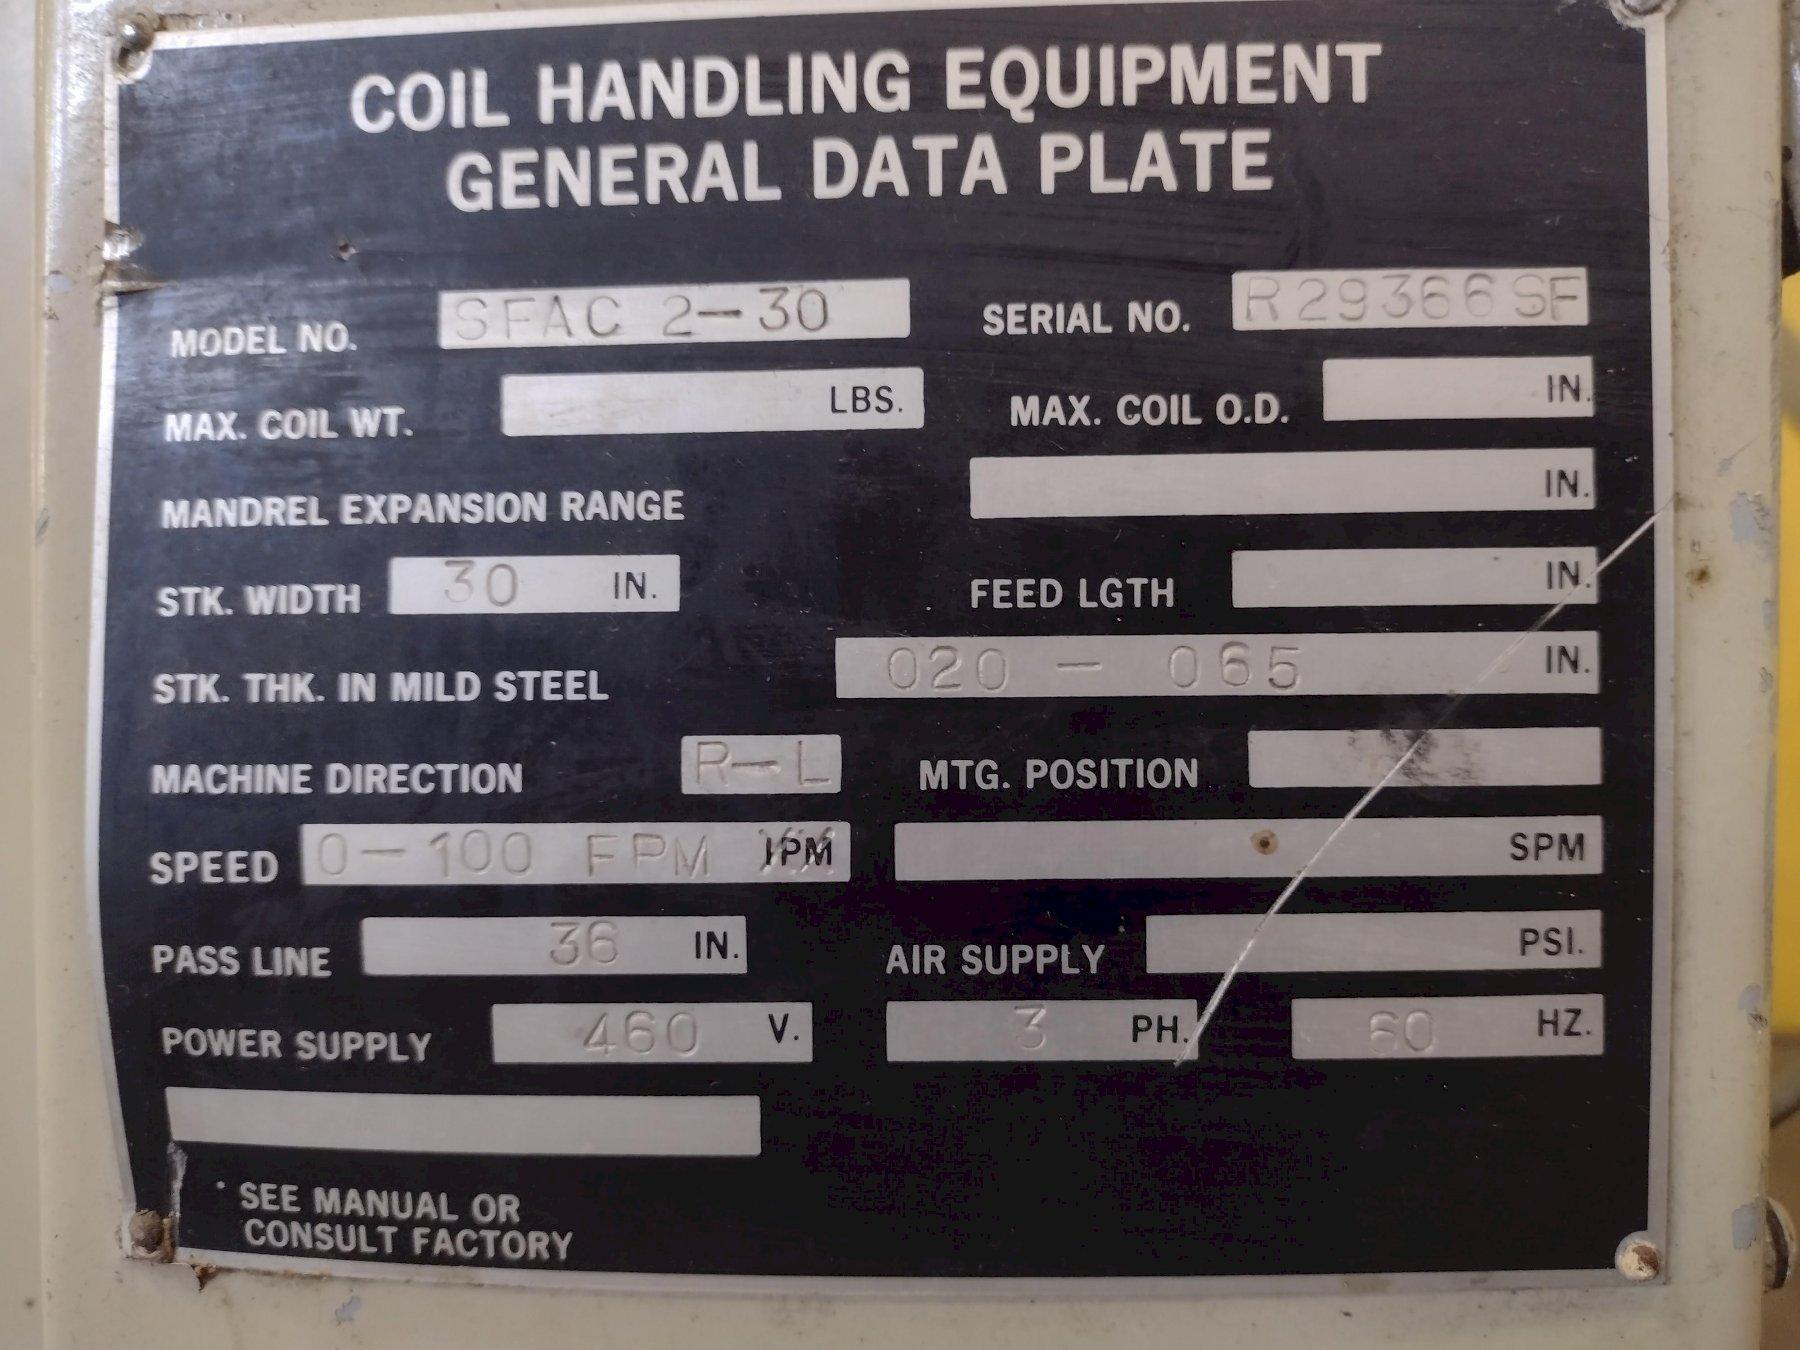 COIL HANDLING EQUIPMENT
GENERAL DATA PLATE
MODEL NO. SFAC 2-30 SERIAL NO. R29366SF
MAX. COIL WT. LBS. MAX. COIL O.D. IN.
MANDREL EXPANSION RANGE IN.
STK. WIDTH 30 IN. FEED LGTH IN.
STK. THK. IN MILD STEEL 020 - 065 IN.
MACHINE DIRECTION R-L MTG. POSITION
SPEED 0-100 FPM IPM SPM
PASS LINE 36 IN. AIR SUPPLY PSI.
POWER SUPPLY 460 V. 3 PH. 60 HZ.
SEE MANUAL OR
CONSULT FACTORY